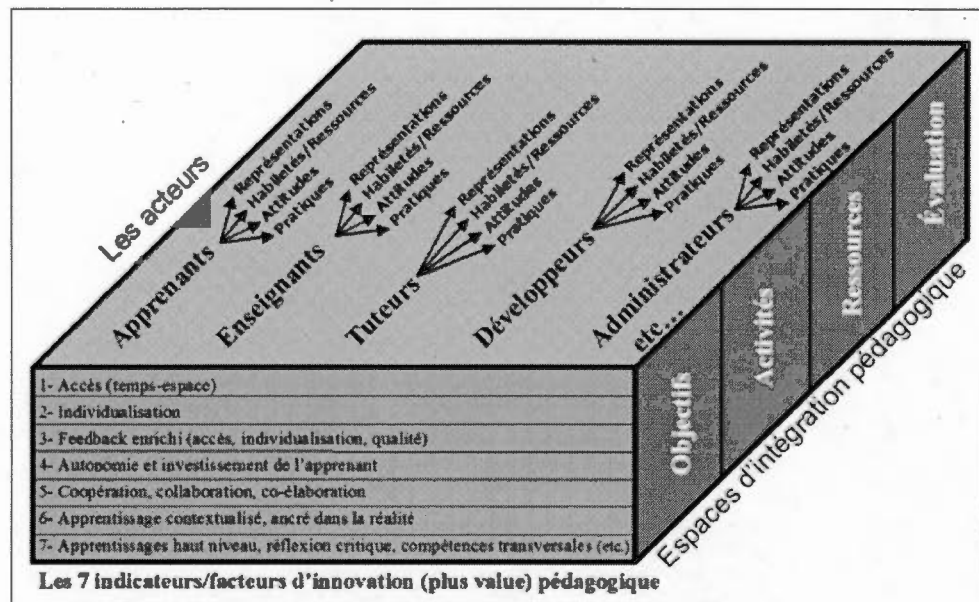 Les acteurs
Apprenants
Représentations
Habiletés/Ressources
Attitudes
Pratiques
Enseignants
Représentations
Habiletés/Ressources
Attitudes
Pratiques
Tuteurs
Représentations
Habiletés/Ressources
Attitudes
Pratiques
Développeurs
Représentations
Habiletés/Ressources
Attitudes
Pratiques
Administrateurs
Représentations
Habiletés/Ressources
Attitudes
Pratiques
etc...
1- Accès (temps-espace)
2- Individualisation
3- Feedback enrichi (accès, individualisation, qualité)
4- Autonomie et investissement de l'apprenant
5- Coopération, collaboration, co-élaboration
6- Apprentissage contextualisé, ancré dans la réalité
7- Apprentissages haut niveau, réflexion critique, compétences transversales (etc.)
Objectifs
Activités
Ressources
Évaluation
Espaces d'intégration pédagogique
Les 7 indicateurs/facteurs d'innovation (plus value) pédagogique